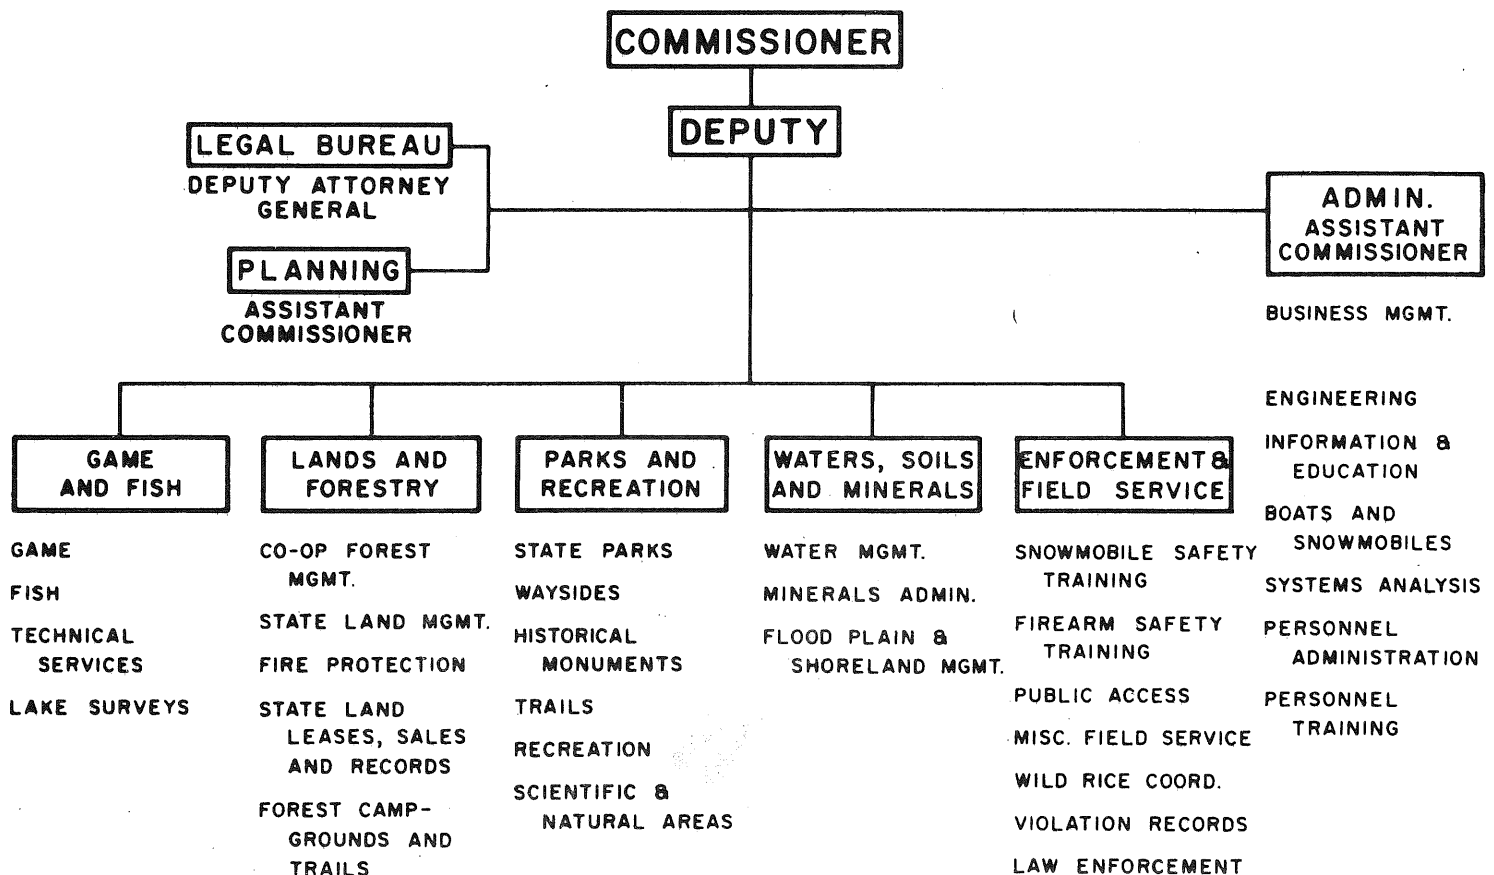 COMMISSIONER
DEPUTY
LEGAL BUREAU
DEPUTY ATTORNEY
GENERAL
PLANNING
ASSISTANT
COMMISSIONER
ADMIN.
ASSISTANT
COMMISSIONER
BUSINESS MGMT.
ENGINEERING
INFORMATION &
EDUCATION
BOATS AND
SNOWMOBILES
SYSTEMS ANALYSIS
PERSONNEL
ADMINISTRATION
PERSONNEL
TRAINING
GAME
AND FISH
GAME
FISH
TECHNICAL
SERVICES
LAKE SURVEYS
LANDS AND
FORESTRY
CO-OP FOREST
MGMT.
STATE LAND MGMT.
FIRE PROTECTION
STATE LAND
LEASES, SALES
AND RECORDS
FOREST CAMP-
GROUNDS AND
TRAILS
PARKS AND
RECREATION
STATE PARKS
WAYSIDES
HISTORICAL
MONUMENTS
TRAILS
RECREATION
SCIENTIFIC &
NATURAL AREAS
WATERS, SOILS
AND MINERALS
WATER MGMT.
MINERALS ADMIN.
FLOOD PLAIN &
SHORELAND MGMT.
ENFORCEMENT &
FIELD SERVICE
SNOWMOBILE SAFETY
TRAINING
FIREARM SAFETY
TRAINING
PUBLIC ACCESS
MISC. FIELD SERVICE
WILD RICE COORD.
VIOLATION RECORDS
LAW ENFORCEMENT